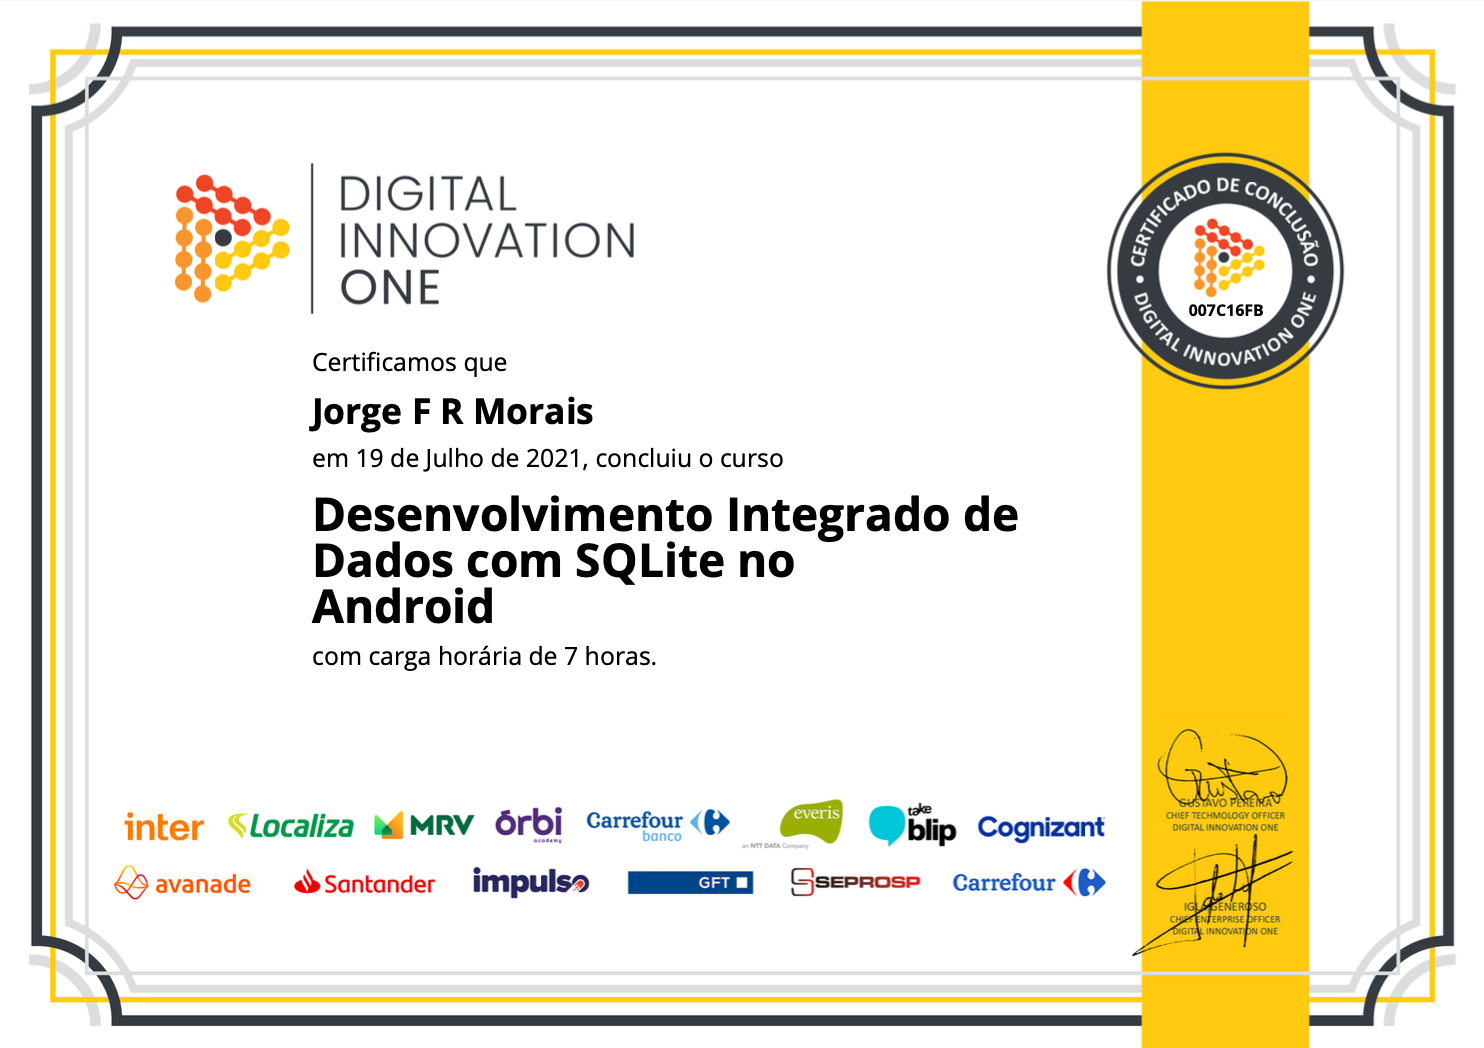 DIGITAL
INNOVATION
ONE
CERTIFICADO DE CONCLUSÃO
007C16FB
DIGITAL INNOVATION ONE
Certificamos que
Jorge F R Morais
em 19 de Julho de 2021, concluiu o curso
Desenvolvimento Integrado de
Dados com SQLite no
Android
com carga horária de 7 horas.
inter Localiza MRV órbi academy Carrefour banco everis an NTT DATA Company take blip Cognizant
avanade Santander impulso GFT SEPROSP Carrefour
GUSTAVO PEREIRA
CHIEF TECHNOLOGY OFFICER
DIGITAL INNOVATION ONE
IGLÁ GENEROSO
CHIEF ENTERPRISE OFFICER
DIGITAL INNOVATION ONE